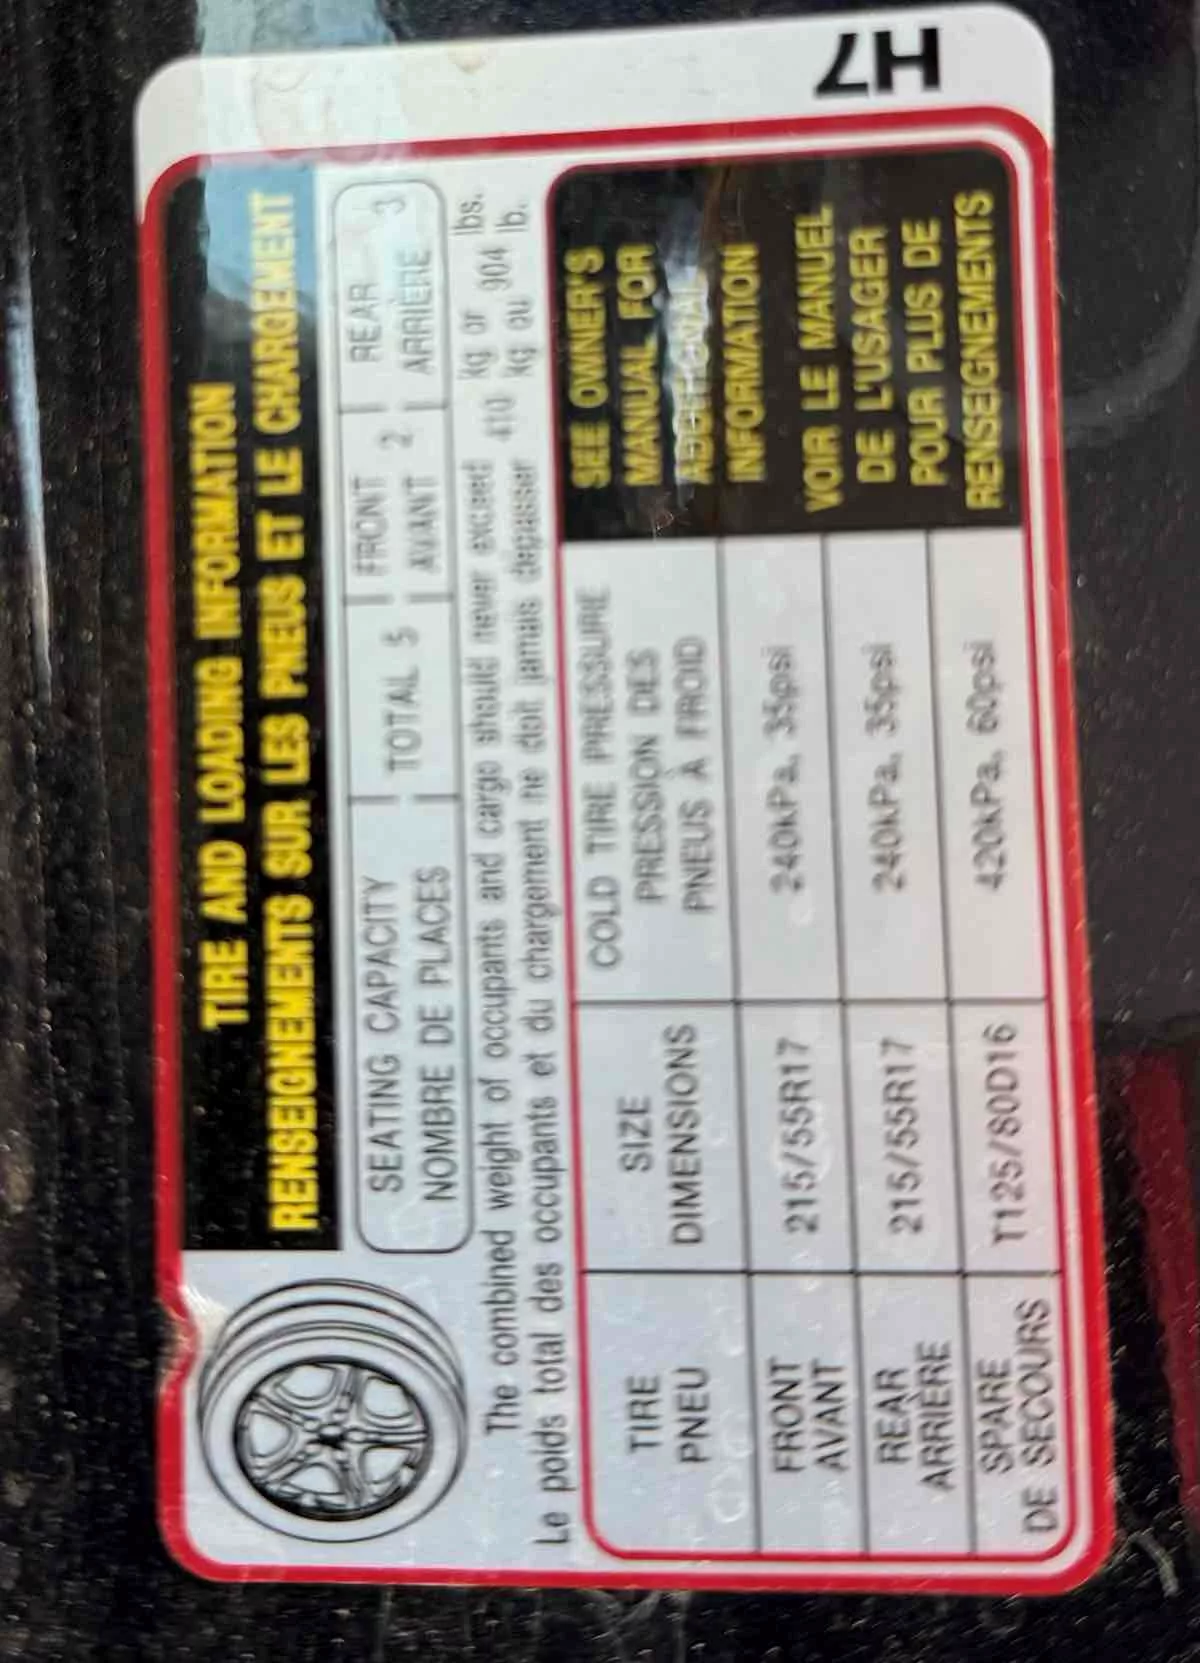 TIRE AND LOADING INFORMATION
RENSEIGNEMENTS SUR LES PNEUS ET LE CHARGEMENT
SEATING CAPACITY
NOMBRE DE PLACES
TOTAL 5
FRONT
AVANT 2
REAR
ARRIÈRE 3
The combined weight of occupants and cargo should never exceed 410 kg or 904 lbs.
Le poids total des occupants et du chargement ne doit jamais depasser kg ou lb.
TIRE
PNEU
SIZE
DIMENSIONS
COLD TIRE PRESSURE
PRESSION DES
PNEUS À FROID
FRONT
AVANT
215/55R17
240kPa, 35psi
REAR
ARRIÈRE
215/55R17
240kPa, 35psi
SPARE
DE SECOURS
T125/80D16
420kPa, 60psi
SEE OWNER'S
MANUAL FOR
ADDITIONAL
INFORMATION
VOIR LE MANUEL
DE L'USAGER
POUR PLUS DE
RENSEIGNEMENTS
H7